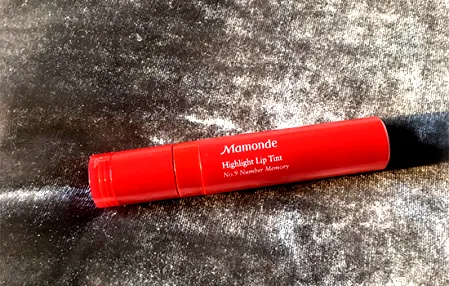 Mamonde
Highlight Lip Tint
No.9 Number Memory